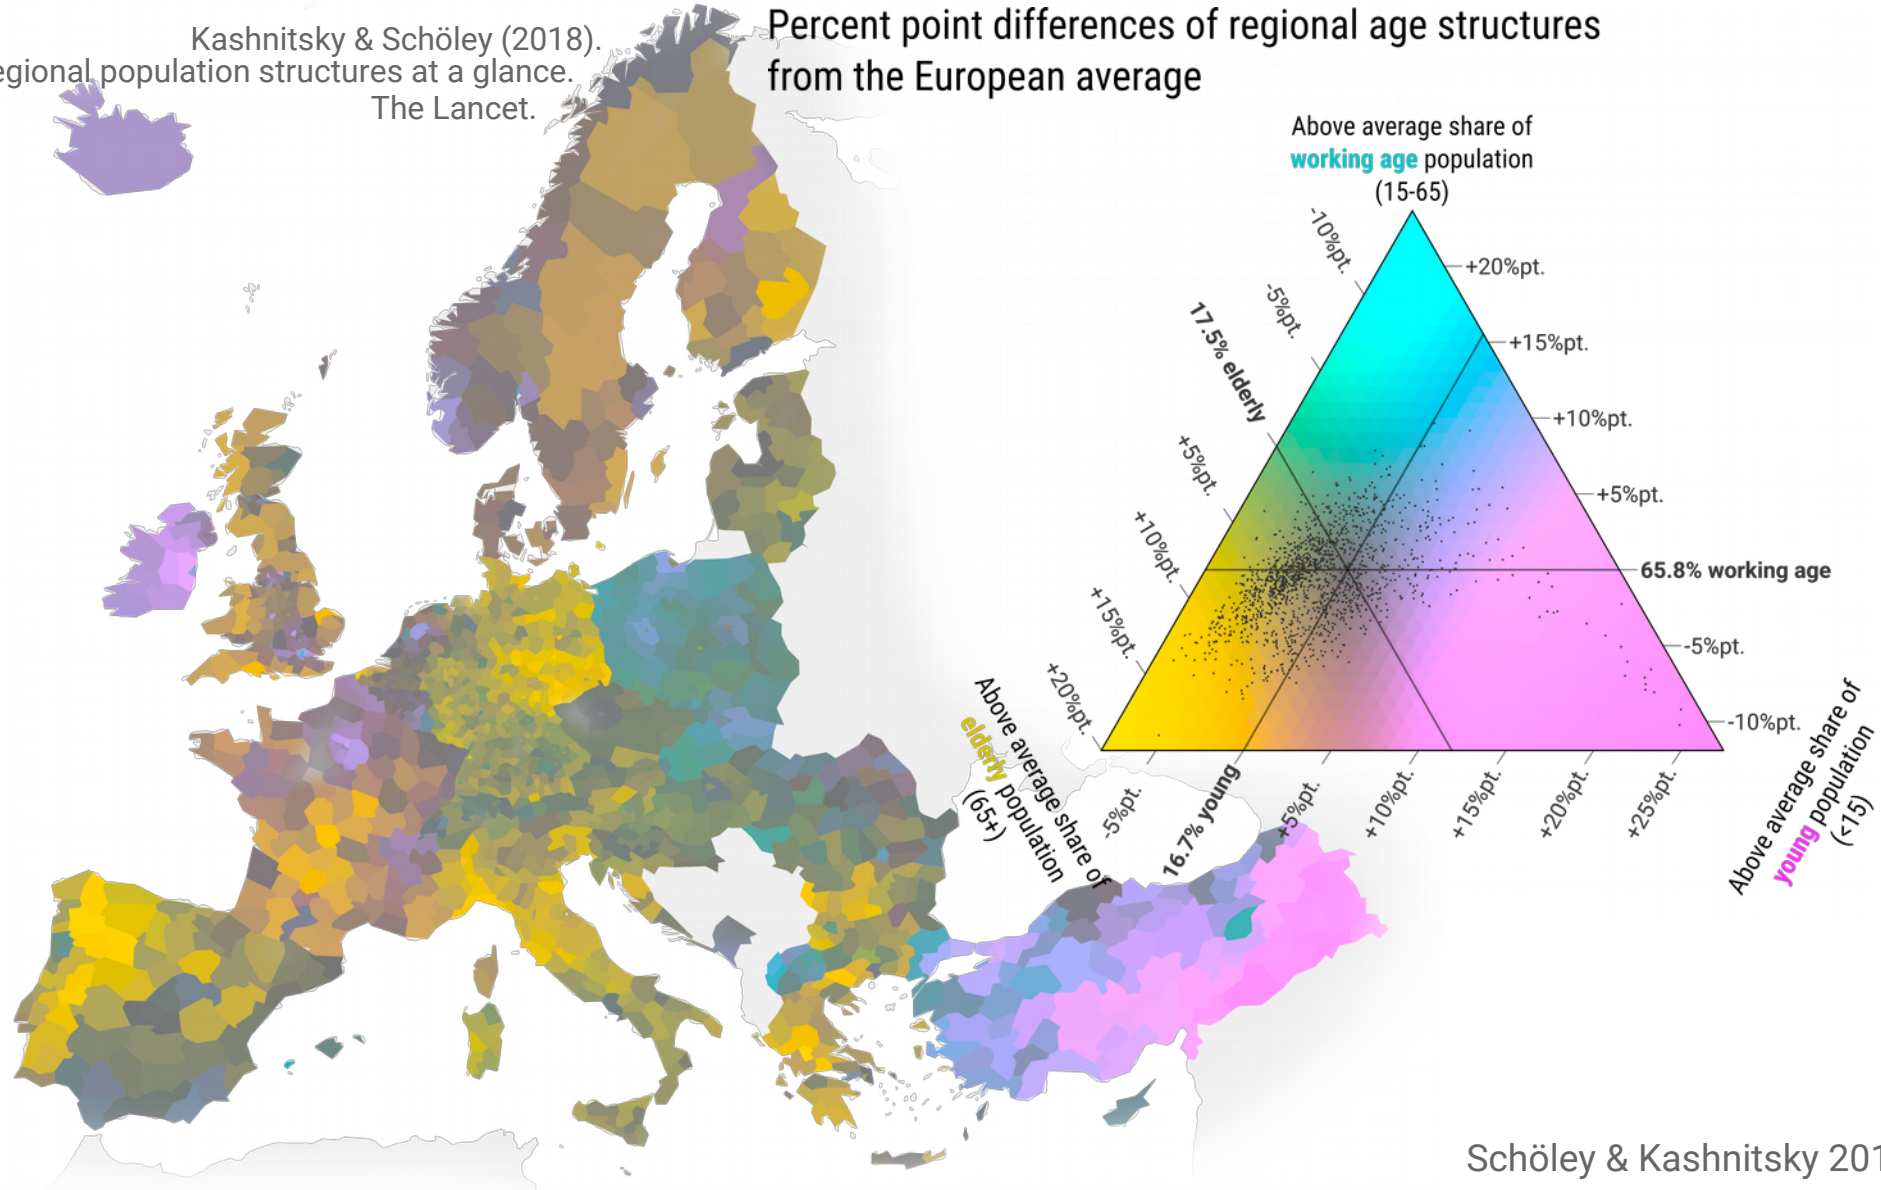 Kashnitsky & Schöley (2018).
egional population structures at a glance.
The Lancet.
Percent point differences of regional age structures
from the European average
Above average share of
working age population
(15-65)
-10%pt.
-5%pt.
17.5% elderly
+5%pt.
+10%pt.
+15%pt.
+20%pt.
+20%pt.
+15%pt.
+10%pt.
+5%pt.
65.8% working age
-5%pt.
-10%pt.
Above average share of
elderly population
(65+)
-5%pt.
16.7% young
+5%pt.
+10%pt.
+15%pt.
+20%pt.
+25%pt.
Above average share of
young population
(<15)
Schöley & Kashnitsky 201